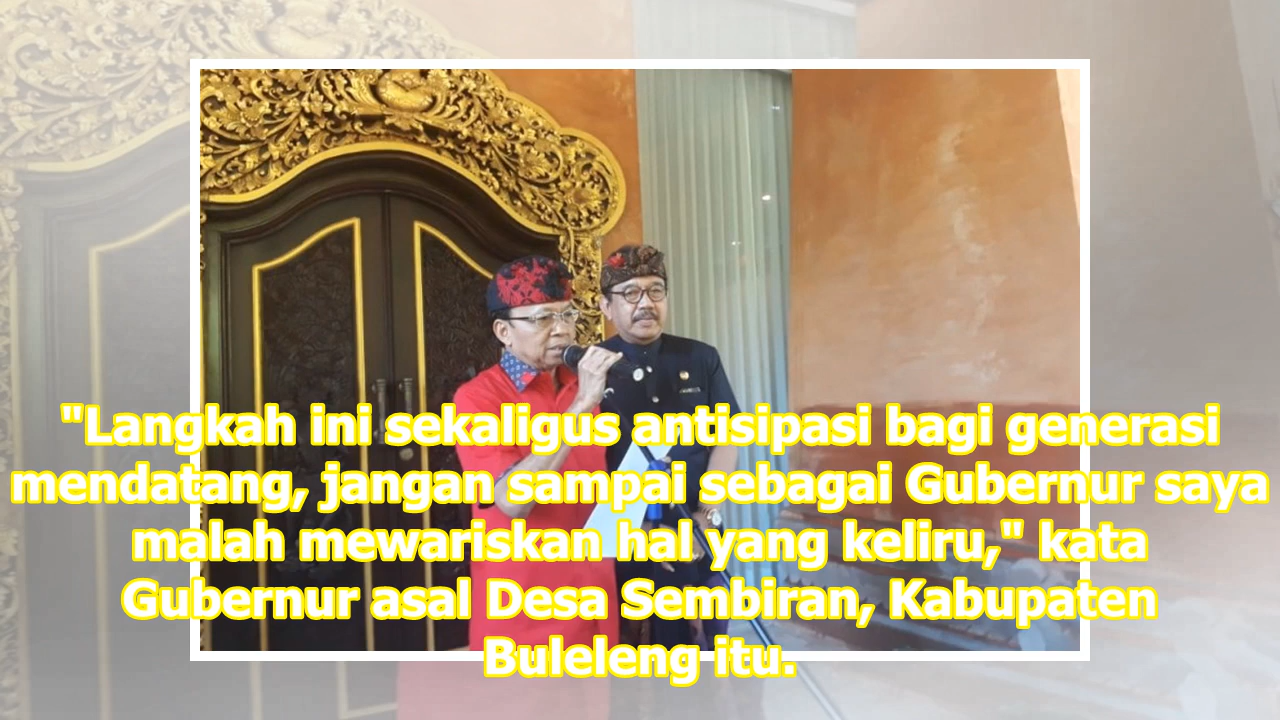 "Langkah ini sekaligus antisipasi bagi generasi
mendatang, jangan sampai sebagai Gubernur saya
malah mewariskan hal yang keliru," kata
Gubernur asal Desa Sembiran, Kabupaten
Buleleng itu.